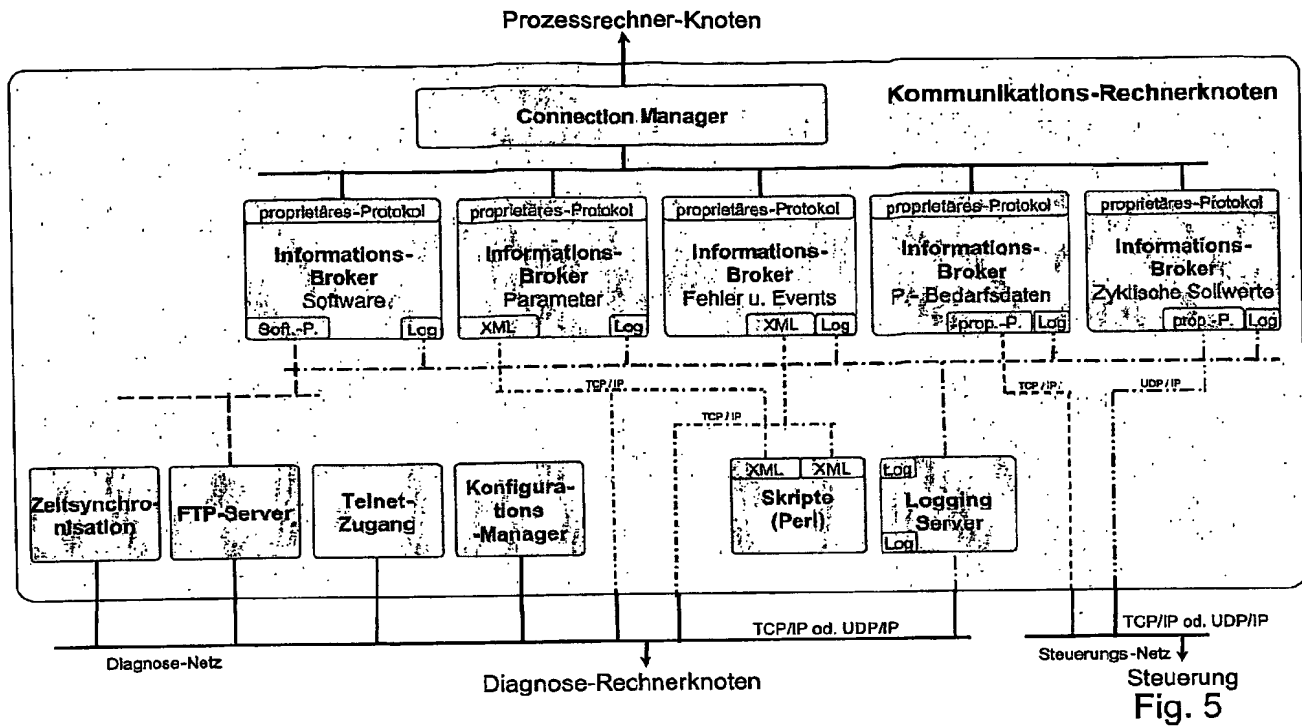 Prozessrechner-Knoten
Kommunikations-Rechnerknoten
Connection Manager
proprietäres-Protokol
Informations-
Broker
Software
Soft.-P.
Log
proprietäres-Protokol
Informations-
Broker
Parameter
XML
Log
proprietäres-Protokol
Informations-
Broker
Fehler u. Events
XML
Log
proprietäres-Protokol
Informations-
Broker
P.- Bedarfsdaten
prop.-P.
Log
proprietäres-Protokol
Informations-
Broker
Zyklische Sollwerte
prop.-P.
Log
TCP/IP
TCP/IP
TCP/IP
UDP/IP
Zeitsynchro-
nisation
FTP-Server
Telnet-
Zugang
Konfigura-
tions
-Manager
XML
XML
Skripte
(Perl)
Log
Logging
Server
Log
TCP/IP od. UDP/IP
TCP/IP od. UDP/IP
Diagnose-Netz
Steuerungs-Netz
Diagnose-Rechnerknoten
Steuerung
Fig. 5